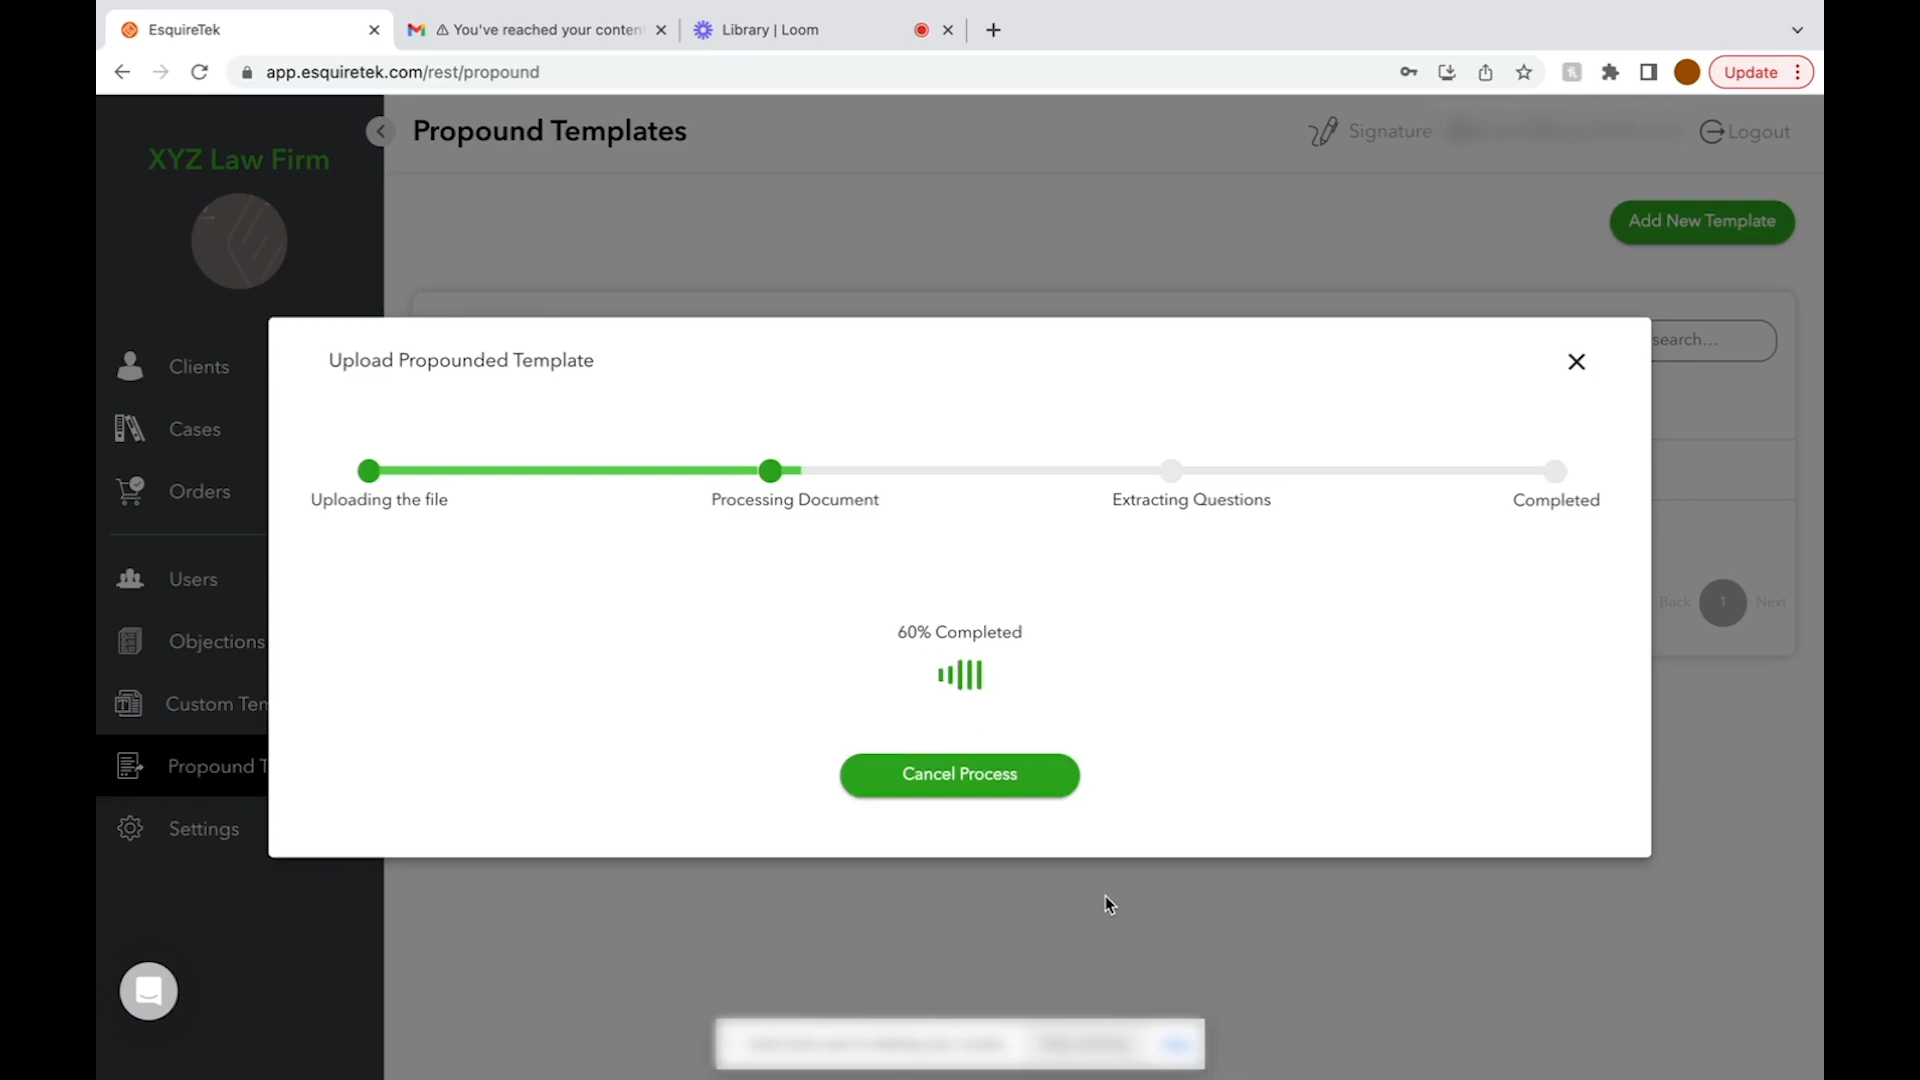 EsquireTek
⚠ You've reached your conten
Library | Loom
app.esquiretek.com/rest/propound
Update
XYZ Law Firm
Propound Templates
Signature
Logout
Add New Template
search...
Clients
Cases
Orders
Users
Objections
Custom Tem
Propound T
Settings
Upload Propounded Template
Uploading the file
Processing Document
Extracting Questions
Completed
60% Completed
Cancel Process
Back
1
Next